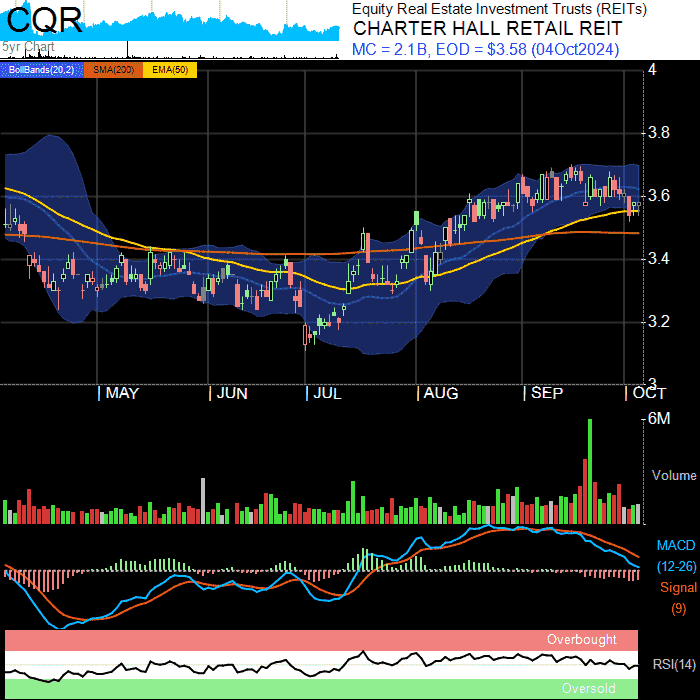 CQR
5yr Chart
Equity Real Estate Investment Trusts (REITs)
CHARTER HALL RETAIL REIT
MC = 2.1B, EOD = $3.58 (04Oct2024)
BollBands(20,2) SMA(200) EMA(50)
4
3.8
3.6
3.4
3.2
3
MAY JUN JUL AUG SEP OCT
6M
Volume
MACD
(12-26)
Signal
(9)
Overbought
RSI(14)
Oversold